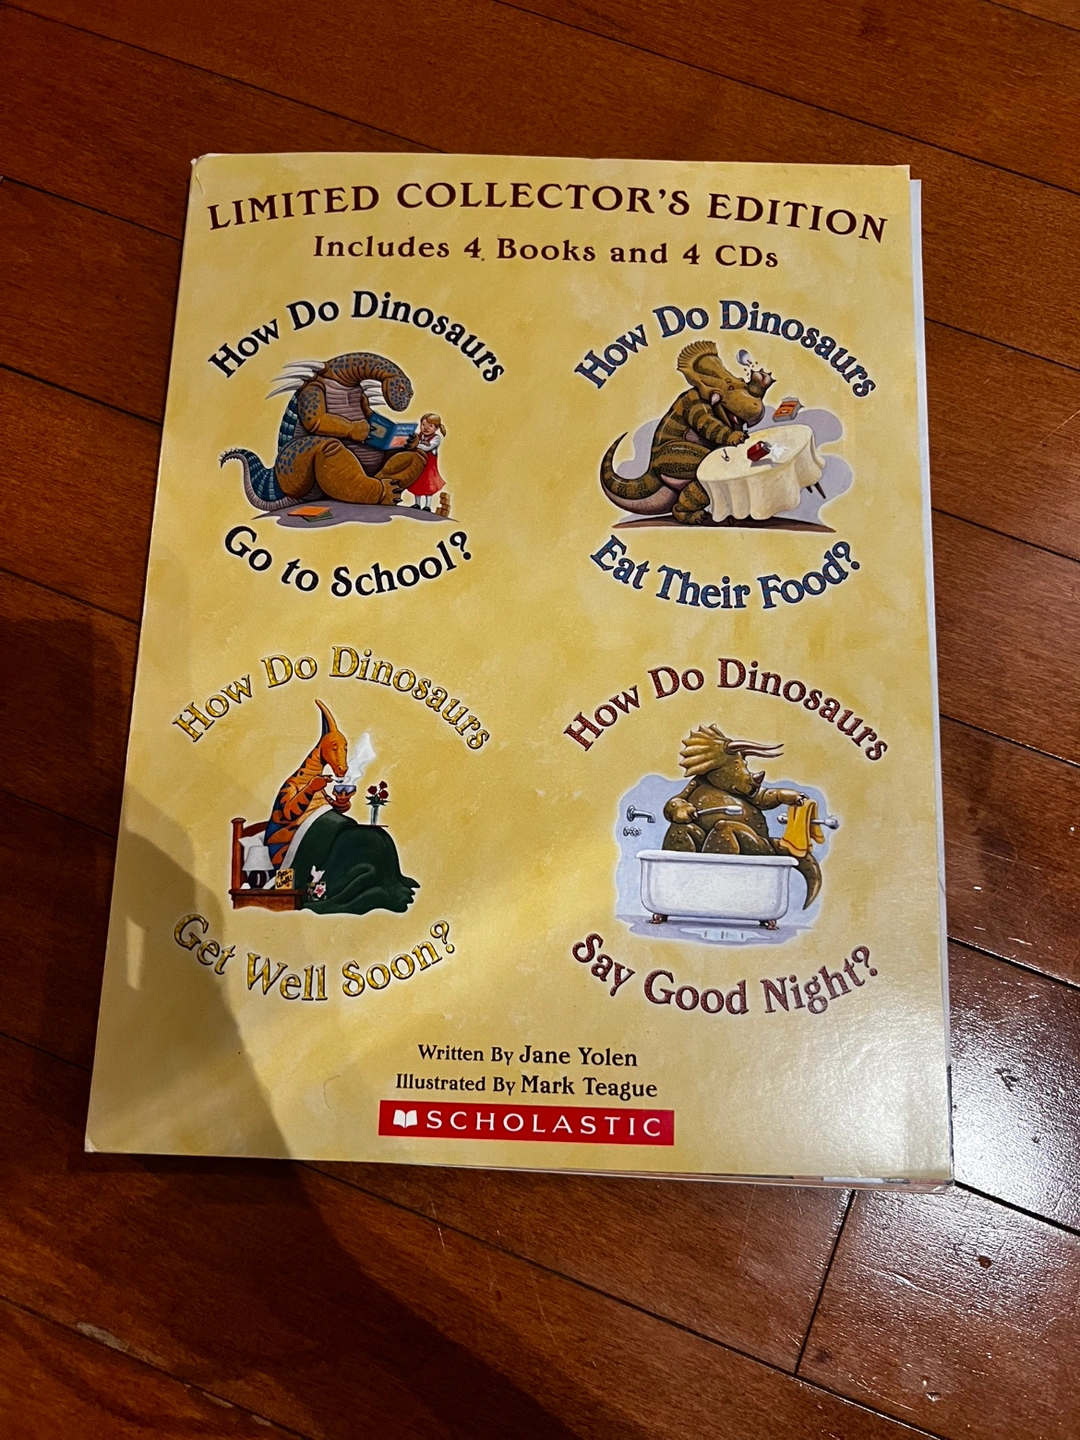 LIMITED COLLECTOR'S EDITION
Includes 4 Books and 4 CDs
How Do Dinosaurs
Go to School?
How Do Dinosaurs
Eat Their Food?
How Do Dinosaurs
Get Well Soon?
How Do Dinosaurs
Say Good Night?
Written By Jane Yolen
Illustrated By Mark Teague
SCHOLASTIC